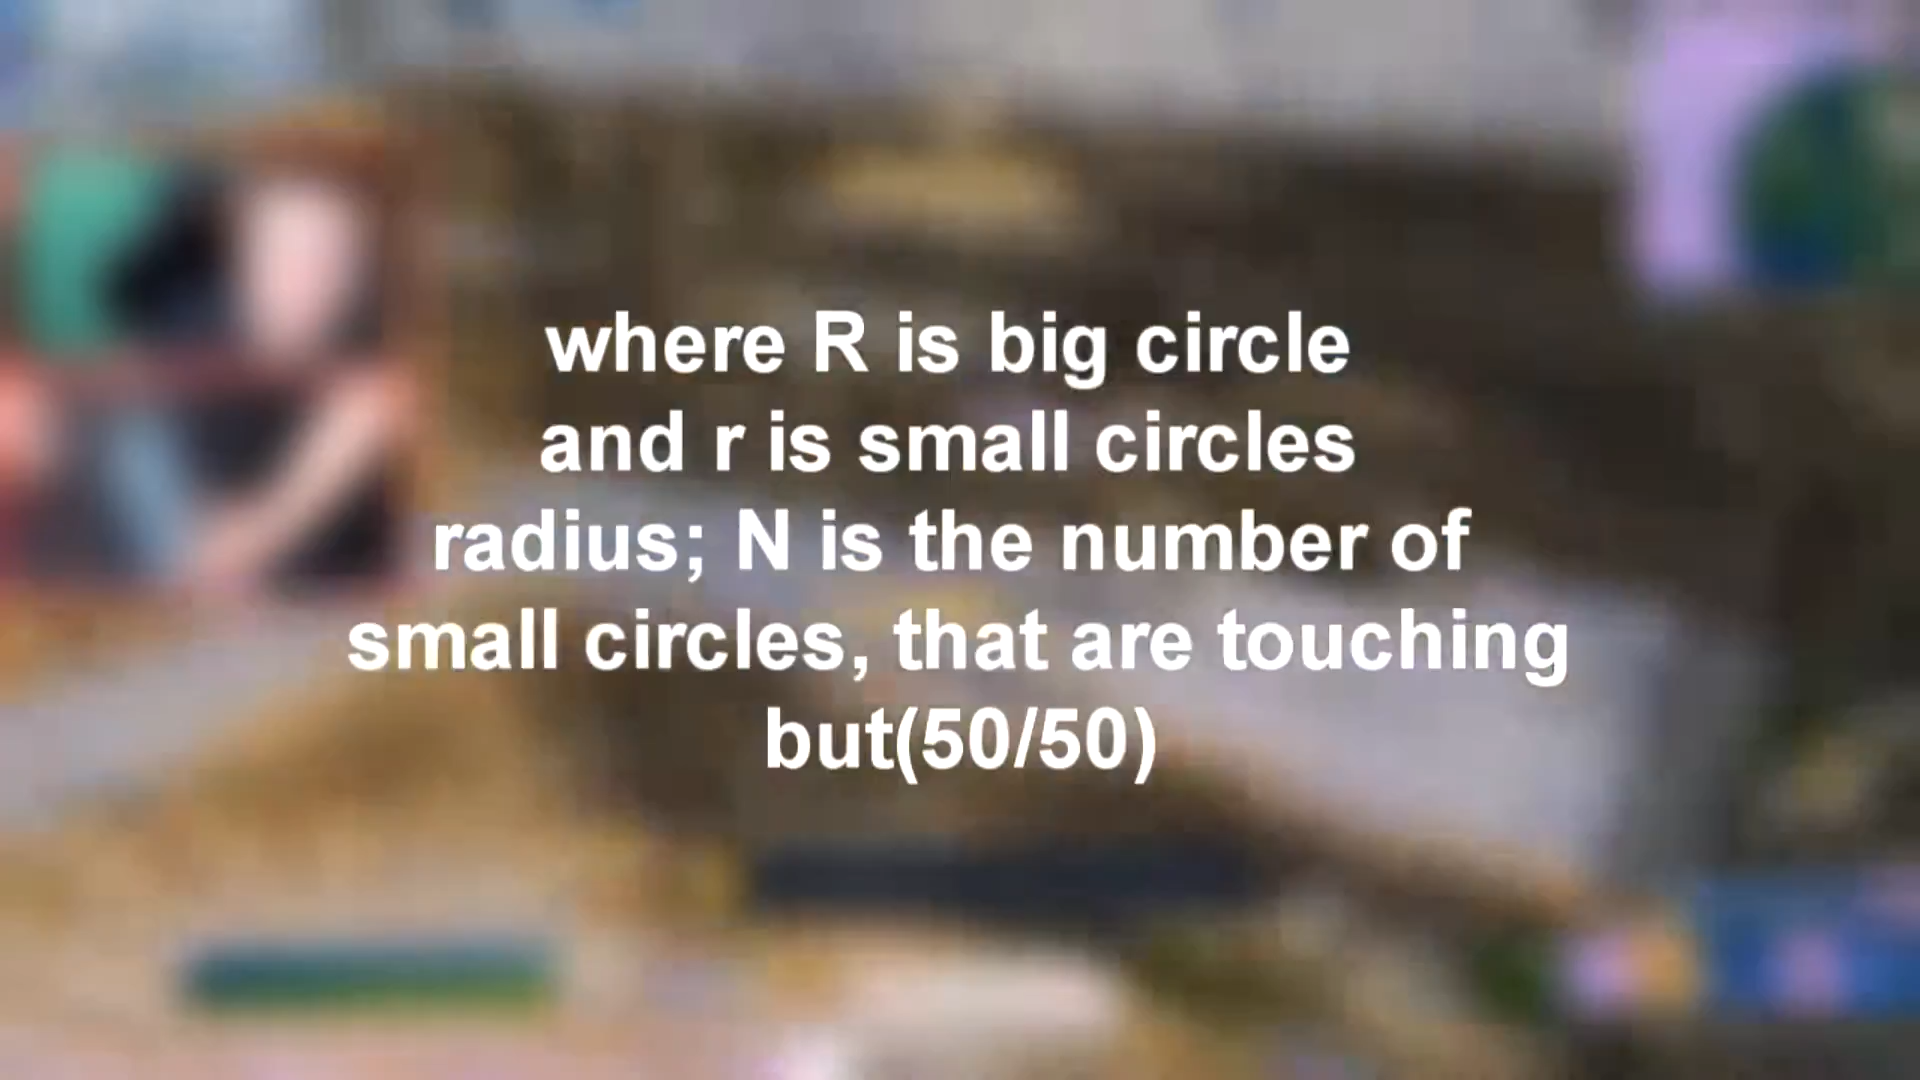 where R is big circle
and r is small circles
radius; N is the number of
small circles, that are touching
but(50/50)